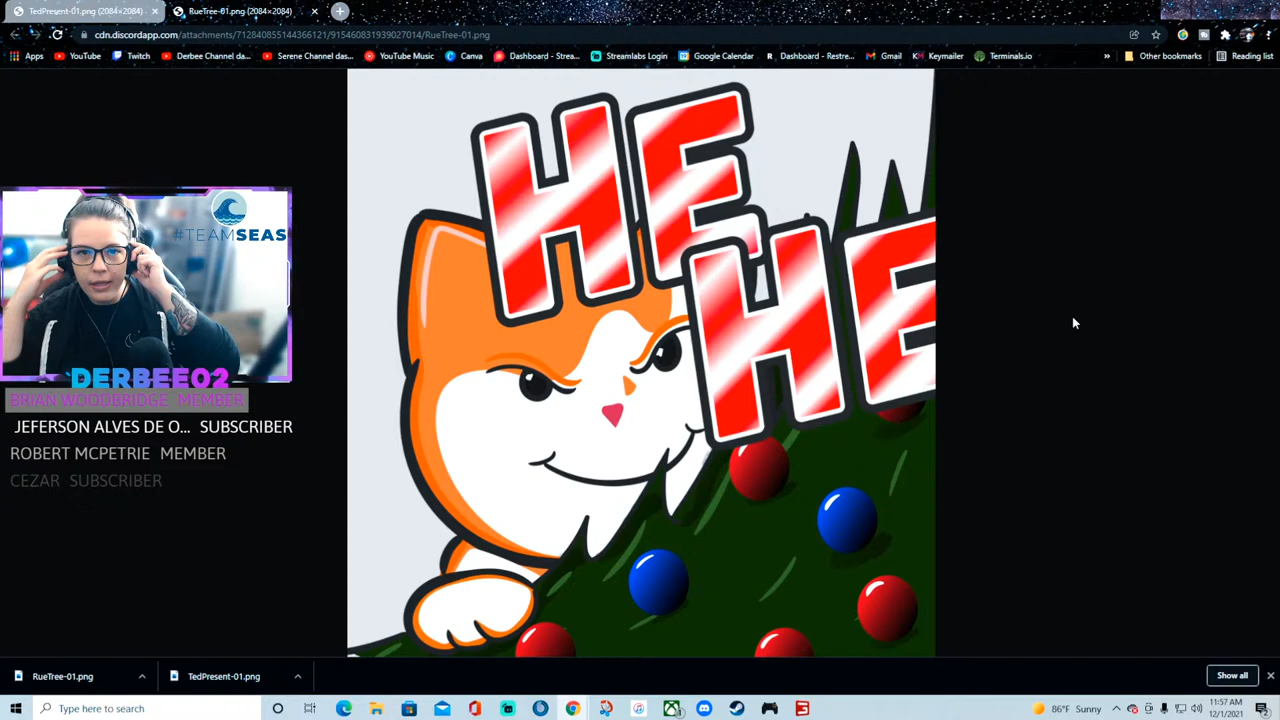 TedPresent-01.png (2084×2084)
RueTree-01.png (2084×2084)
cdn.discordapp.com/attachments/712840855144366121/915460831939027014/RueTree-01.png
Apps YouTube Twitch Derbee Channel da... Serene Channel das... YouTube Music Canva Dashboard - Strea... Streamlabs Login Google Calendar Dashboard - Restre... Gmail Keymailer Terminals.io » Other bookmarks Reading list
HE
HE
#TEAMSEAS
DERBEE02
BRIAN WOODBRIDGE MEMBER
JEFERSON ALVES DE O... SUBSCRIBER
ROBERT MCPETRIE MEMBER
CEZAR SUBSCRIBER
RueTree-01.png
TedPresent-01.png
Show all
Type here to search
86°F Sunny
11:57 AM
12/1/2021